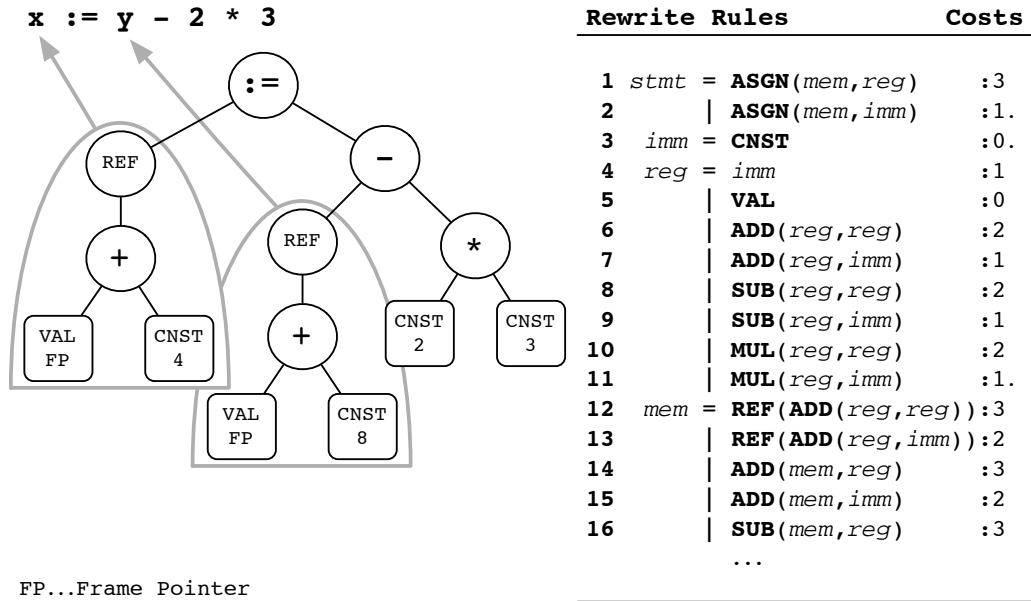 x := y - 2 * 3
:=
REF
-
REF
*
+
VAL
FP
CNST
4
+
CNST
2
CNST
3
VAL
FP
CNST
8
FP...Frame Pointer
Rewrite Rules Costs
1 stmt = ASGN(mem,reg) :3
2 | ASGN(mem,imm) :1.
3 imm = CNST :0.
4 reg = imm :1
5 | VAL :0
6 | ADD(reg,reg) :2
7 | ADD(reg,imm) :1
8 | SUB(reg,reg) :2
9 | SUB(reg,imm) :1
10 | MUL(reg,reg) :2
11 | MUL(reg,imm) :1.
12 mem = REF(ADD(reg,reg)):3
13 | REF(ADD(reg,imm)):2
14 | ADD(mem,reg) :3
15 | ADD(mem,imm) :2
16 | SUB(mem,reg) :3
...